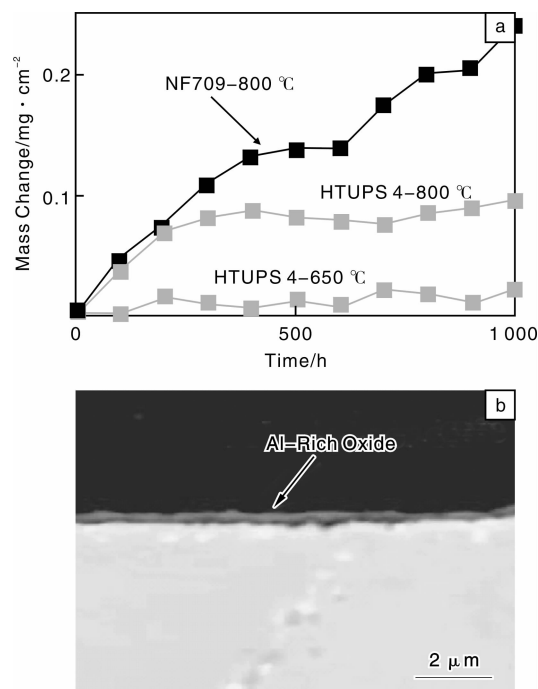 a
Mass Change/mg·cm⁻²
0.2
0.1
NF709-800 ℃
HTUPS 4-800 ℃
HTUPS 4-650 ℃
0
500
1 000
Time/h
b
Al-Rich Oxide
2 μm